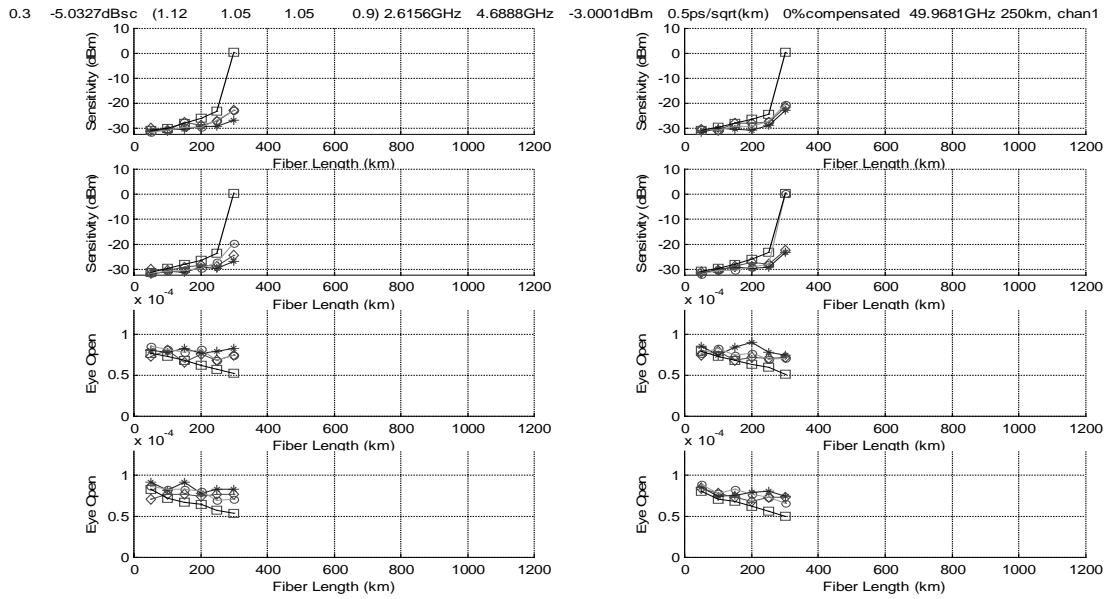 0.3 -5.0327dBsc (1.12 1.05 1.05 0.9) 2.6156GHz 4.6888GHz -3.0001dBm 0.5ps/sqrt(km) 0%compensated 49.9681GHz 250km, chan1
10
0
-10
-20
-30
Sensitivity (dBm)
0 200 400 600 800 1000 1200
Fiber Length (km)
10
0
-10
-20
-30
Sensitivity (dBm)
0 200 400 600 800 1000 1200
Fiber Length (km)
10
0
-10
-20
-30
Sensitivity (dBm)
0 200 400 600 800 1000 1200
Fiber Length (km)
10
0
-10
-20
-30
Sensitivity (dBm)
0 200 400 600 800 1000 1200
Fiber Length (km)
x 10^-4
1
0.5
0
Eye Open
0 200 400 600 800 1000 1200
Fiber Length (km)
x 10^-4
1
0.5
0
Eye Open
0 200 400 600 800 1000 1200
Fiber Length (km)
x 10^-4
1
0.5
0
Eye Open
0 200 400 600 800 1000 1200
Fiber Length (km)
x 10^-4
1
0.5
0
Eye Open
0 200 400 600 800 1000 1200
Fiber Length (km)